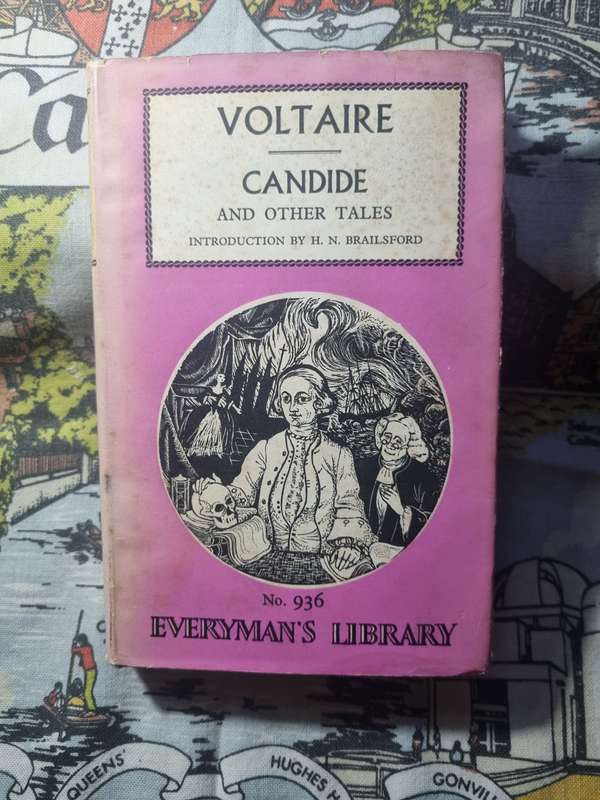 VOLTAIRE
CANDIDE
AND OTHER TALES
INTRODUCTION BY H. N. BRAILSFORD
No. 936
EVERYMAN'S LIBRARY
QUEENS'
HUGHES H
GONVIL